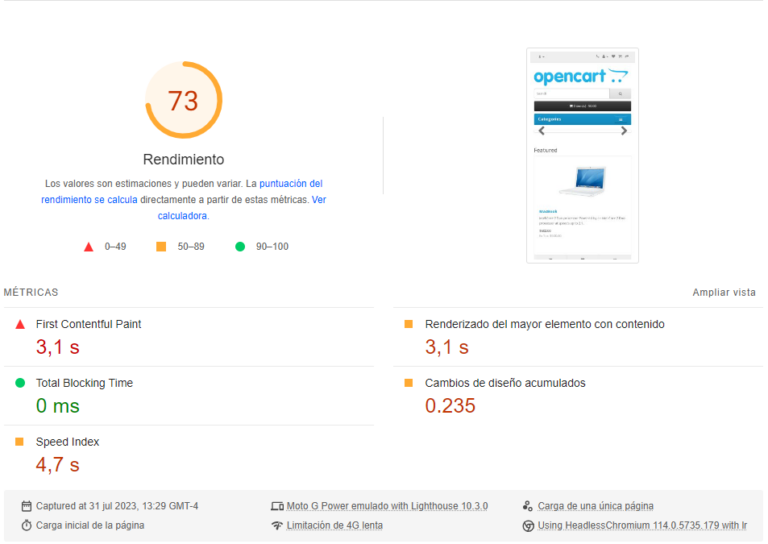 73
Rendimiento
Los valores son estimaciones y pueden variar. La puntuación del
rendimiento se calcula directamente a partir de estas métricas. Ver
calculadora.
0–49
50–89
90–100
opencart
Categories
Featured
MacBook
MÉTRICAS
Ampliar vista
First Contentful Paint
3,1 s
Renderizado del mayor elemento con contenido
3,1 s
Total Blocking Time
0 ms
Cambios de diseño acumulados
0.235
Speed Index
4,7 s
Captured at 31 jul 2023, 13:29 GMT-4
Moto G Power emulado with Lighthouse 10.3.0
Carga de una única página
Carga inicial de la página
Limitación de 4G lenta
Using HeadlessChromium 114.0.5735.179 with lr